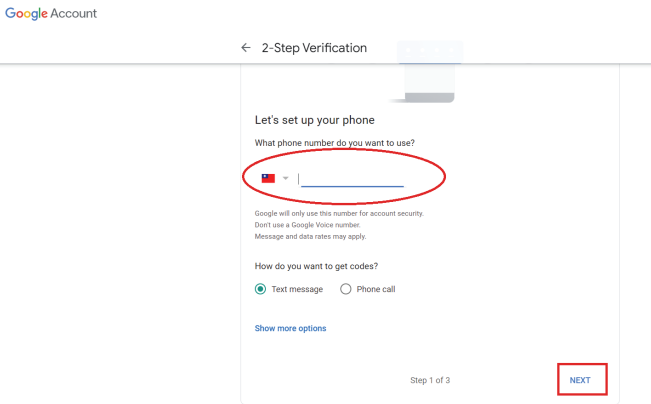 Google Account
2-Step Verification
Let's set up your phone
What phone number do you want to use?
Google will only use this number for account security.
Don't use a Google Voice number.
Message and data rates may apply.
How do you want to get codes?
Text message Phone call
Show more options
Step 1 of 3 NEXT